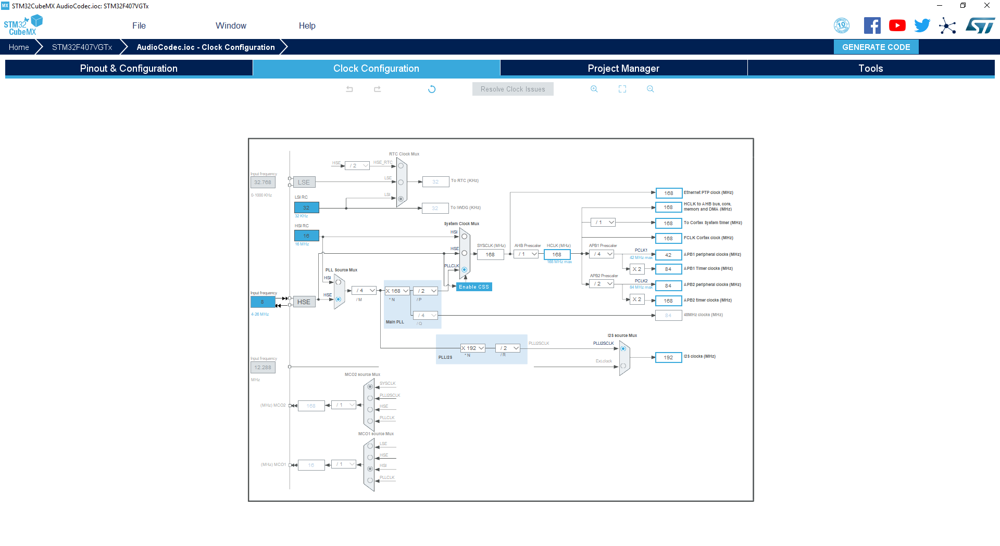 MX STM32CubeMX AudioCodec.ioc: STM32F407VGTx
STM32
CubeMX
File
Window
Help
10
ST
Home
STM32F407VGTx
AudioCodec.ioc - Clock Configuration
GENERATE CODE
Pinout & Configuration
Clock Configuration
Project Manager
Tools
Resolve Clock Issues
RTC Clock Mux
HSE
/ 2
HSE_RTC
Input frequency
32.768
LSE
LSE
32
To RTC (KHz)
0-1000 KHz
LSI RC
LSI
32
32
To IWDG (KHz)
32 KHz
HSI RC
16
16 MHz
System Clock Mux
HSI
HSE
PLLCLK
Enable CSS
SYSCLK (MHz)
168
AHB Prescaler
/ 1
HCLK (MHz)
168
168 MHz max
168
Ethernet PTP clock (MHz)
168
HCLK to AHB bus, core,
memory and DMA (MHz)
/ 1
168
To Cortex System timer (MHz)
168
FCLK Cortex clock (MHz)
APB1 Prescaler
/ 4
PCLK1
42 MHz max
42
APB1 peripheral clocks (MHz)
X 2
84
APB1 Timer clocks (MHz)
APB2 Prescaler
/ 2
PCLK2
84 MHz max
84
APB2 peripheral clocks (MHz)
X 2
168
APB2 timer clocks (MHz)
84
48MHz clocks (MHz)
PLL Source Mux
HSI
HSE
Input frequency
8
HSE
4-26 MHz
/ 4
/ M
X 168
* N
/ 2
/ P
/ 4
/ Q
Main PLL
X 192
* N
/ 2
/ R
PLLI2S
PLLI2SCLK
I2S source Mux
PLLI2SCLK
Ext.clock
192
I2S clocks (MHz)
Input frequency
12.288
MHz
MCO2 source Mux
SYSCLK
PLLI2SCLK
HSE
PLLCLK
(MHz) MCO2
168
/ 1
MCO1 source Mux
LSE
HSE
HSI
PLLCLK
(MHz) MCO1
16
/ 1